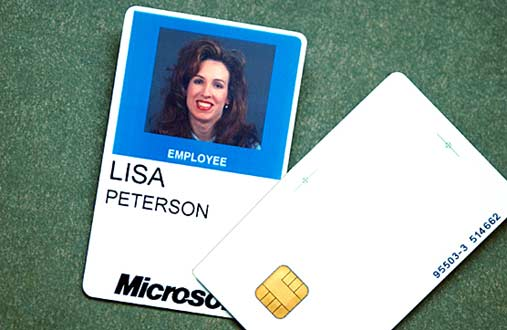 EMPLOYEE
LISA
PETERSON
Microso
95503-3 514662